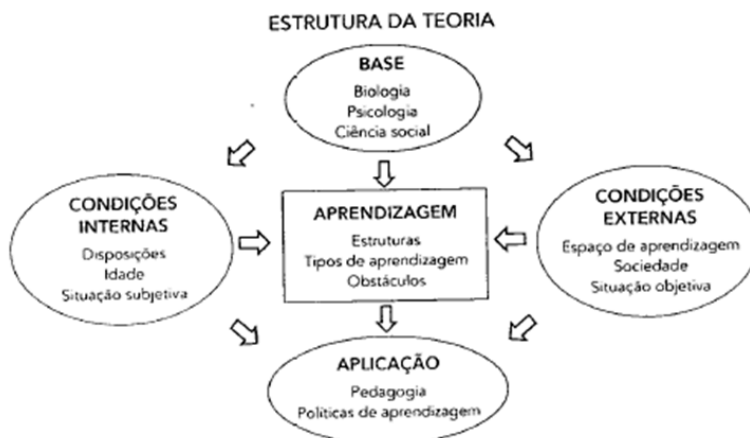 ESTRUTURA DA TEORIA
BASE
Biologia
Psicologia
Ciência social
CONDIÇÕES
INTERNAS
Disposições
Idade
Situação subjetiva
APRENDIZAGEM
Estruturas
Tipos de aprendizagem
Obstáculos
CONDIÇÕES
EXTERNAS
Espaço de aprendizagem
Sociedade
Situação objetiva
APLICAÇÃO
Pedagogia
Políticas de aprendizagem